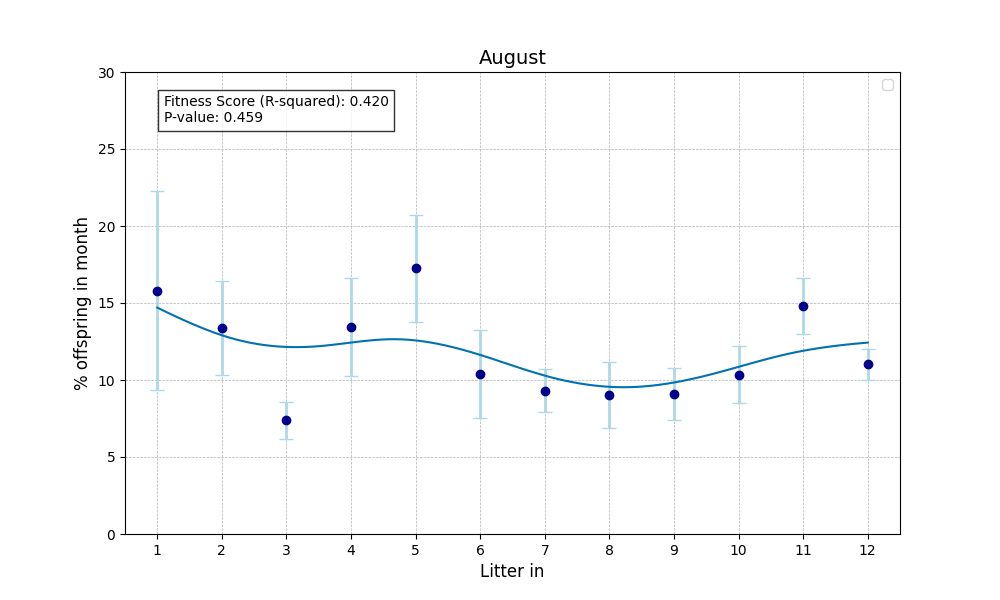 August
Fitness Score (R-squared): 0.420
P-value: 0.459
% offspring in month
30
25
20
15
10
5
0
1 2 3 4 5 6 7 8 9 10 11 12
Litter in